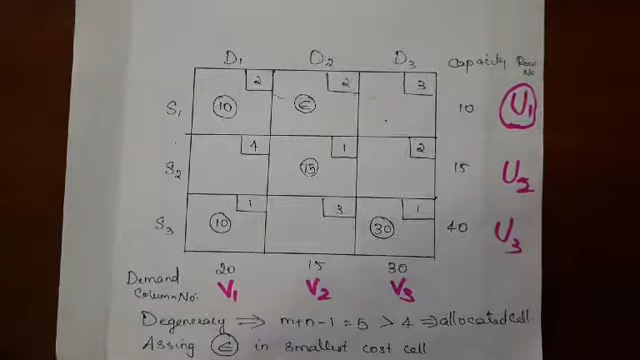 D1 D2 D3 Capacity Row No
S1 10 2 ε 2 3 10 U1
S2 4 15 1 2 15 U2
S3 10 1 3 30 1 40 U3
Demand 20 15 30
Column No. V1 V2 V3
Degeneracy ⟹ m+n-1 = 5 > 4 ⟹ allocated cell
Assing ε in smallest cost cell